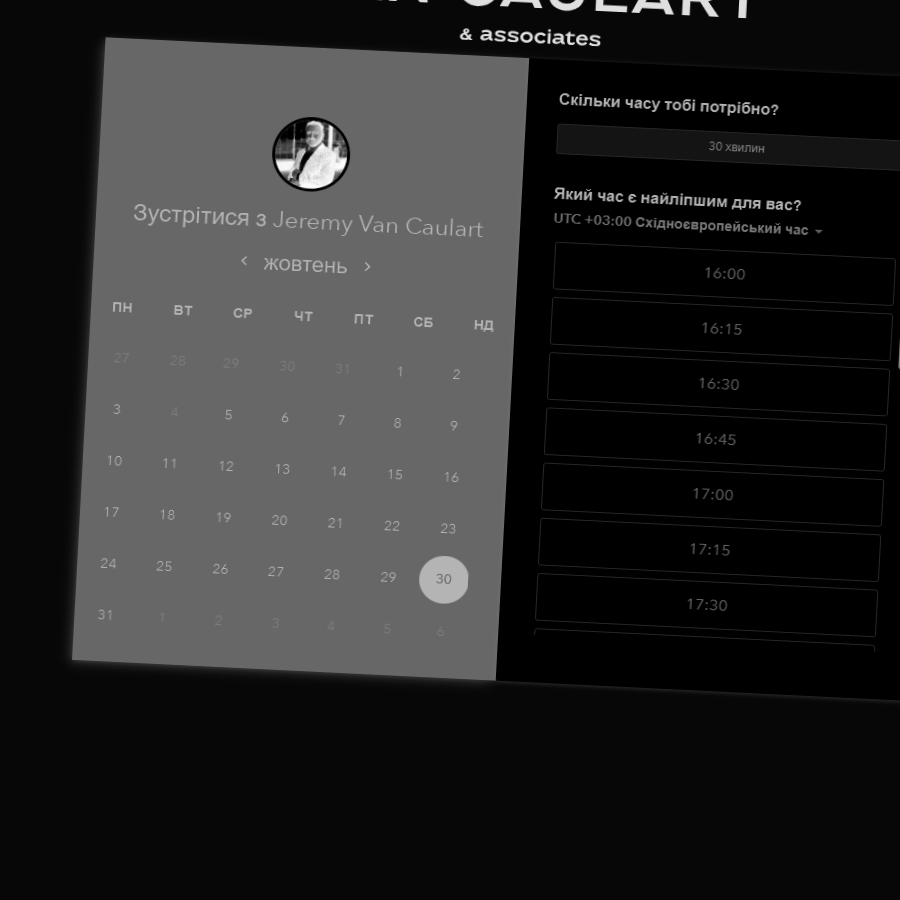 CAULART
& associates
Зустрітися з Jeremy Van Caulart
жовтень
ПН ВТ СР ЧТ ПТ СБ НД
27 28 29 30 31 1 2
3 4 5 6 7 8 9
10 11 12 13 14 15 16
17 18 19 20 21 22 23
24 25 26 27 28 29 30
31 1 2 3 4 5 6
Скільки часу тобі потрібно?
30 хвилин
Який час є найліпшим для вас?
UTC +03:00 Східноєвропейський час
16:00
16:15
16:30
16:45
17:00
17:15
17:30